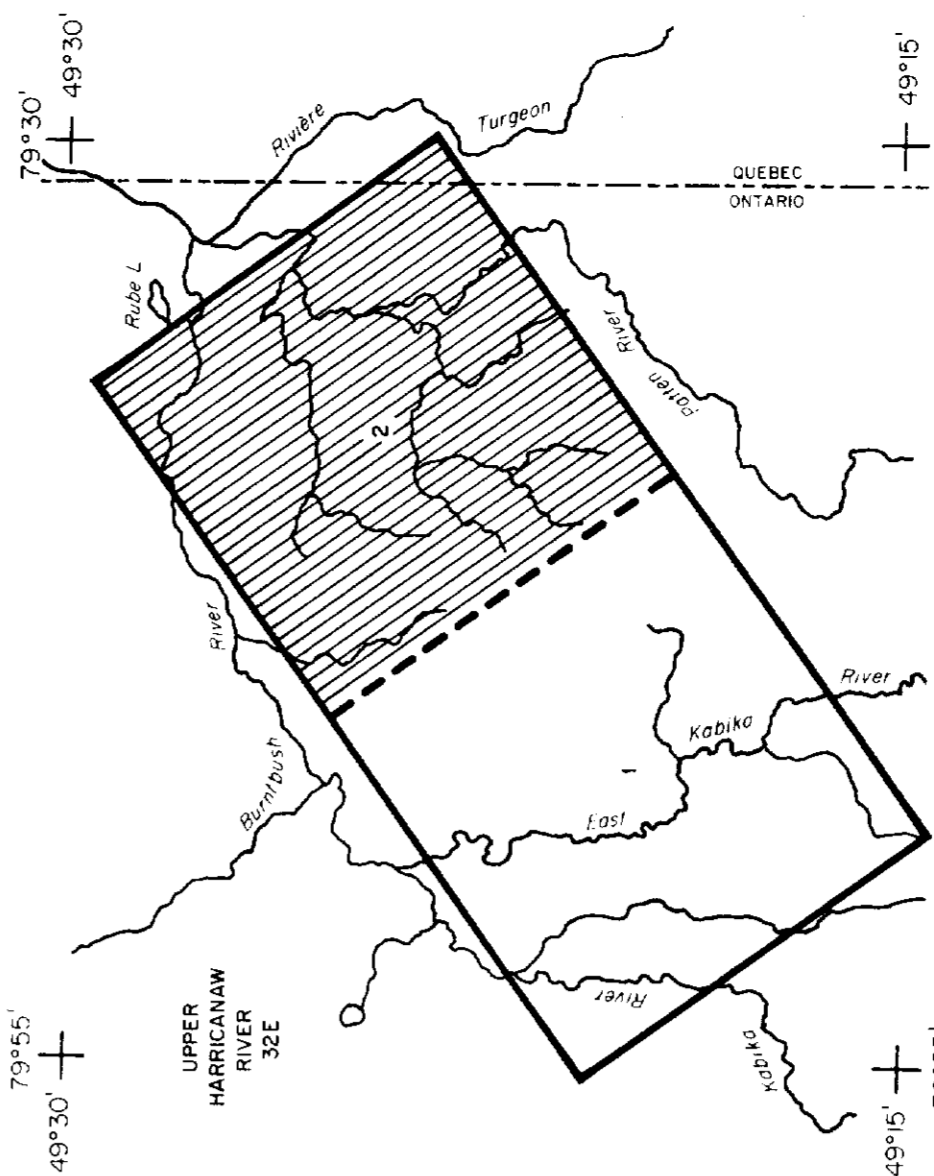 79°30'
49°30'
Rivière
Turgeon
49°15'
QUEBEC
ONTARIO
Rube L
2
Patten
River
River
Burntbush
1
Kabika
River
East
River
Kabika
UPPER
HARRICANAW
RIVER
32E
79°55'
49°30'
49°15'